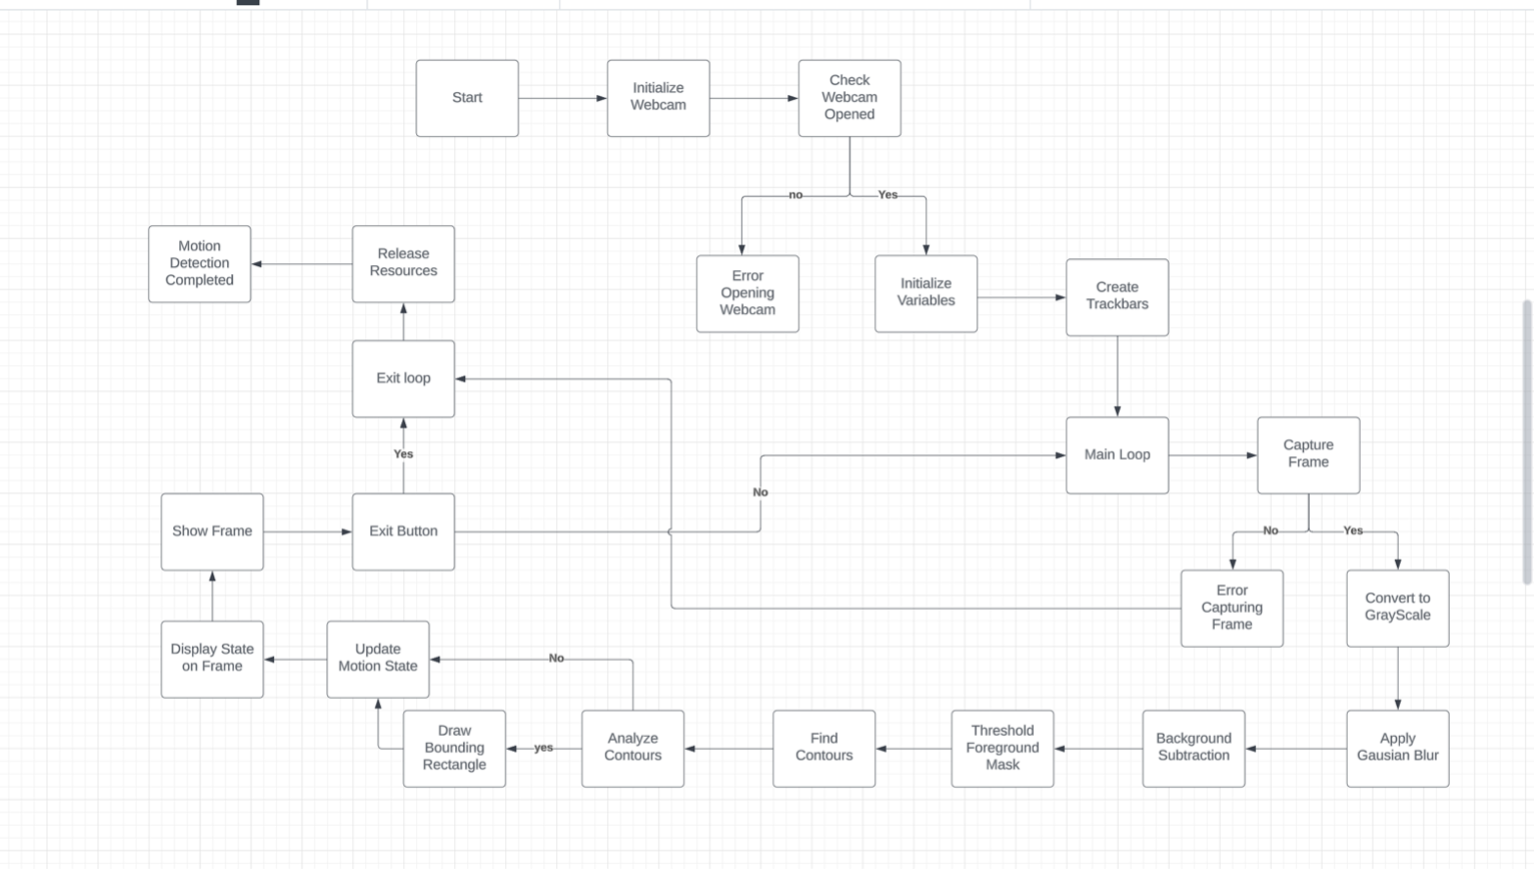 Start
Initialize
Webcam
Check
Webcam
Opened
no
Yes
Motion
Detection
Completed
Release
Resources
Error
Opening
Webcam
Initialize
Variables
Create
Trackbars
Exit loop
Yes
Main Loop
Capture
Frame
No
Show Frame
Exit Button
No
Yes
Error
Capturing
Frame
Convert to
GrayScale
Display State
on Frame
Update
Motion State
No
Draw
Bounding
Rectangle
yes
Analyze
Contours
Find
Contours
Threshold
Foreground
Mask
Background
Subtraction
Apply
Gausian Blur